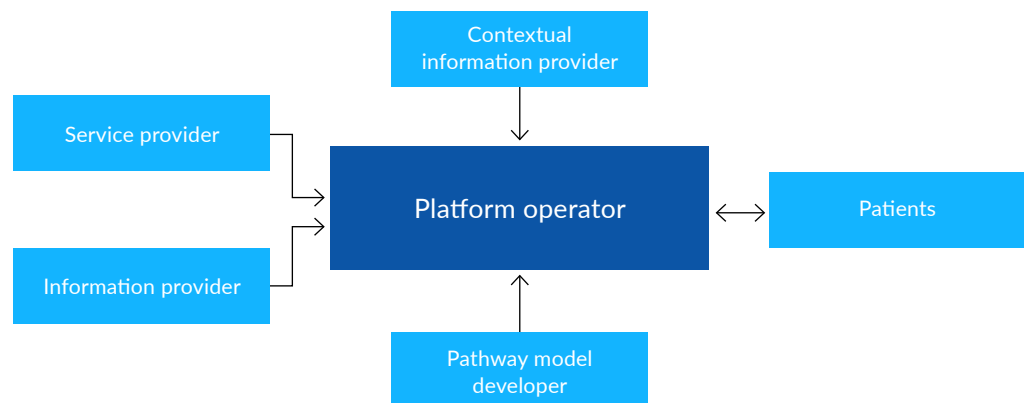 Contextual
information provider
Service provider
Platform operator
Patients
Information provider
Pathway model
developer